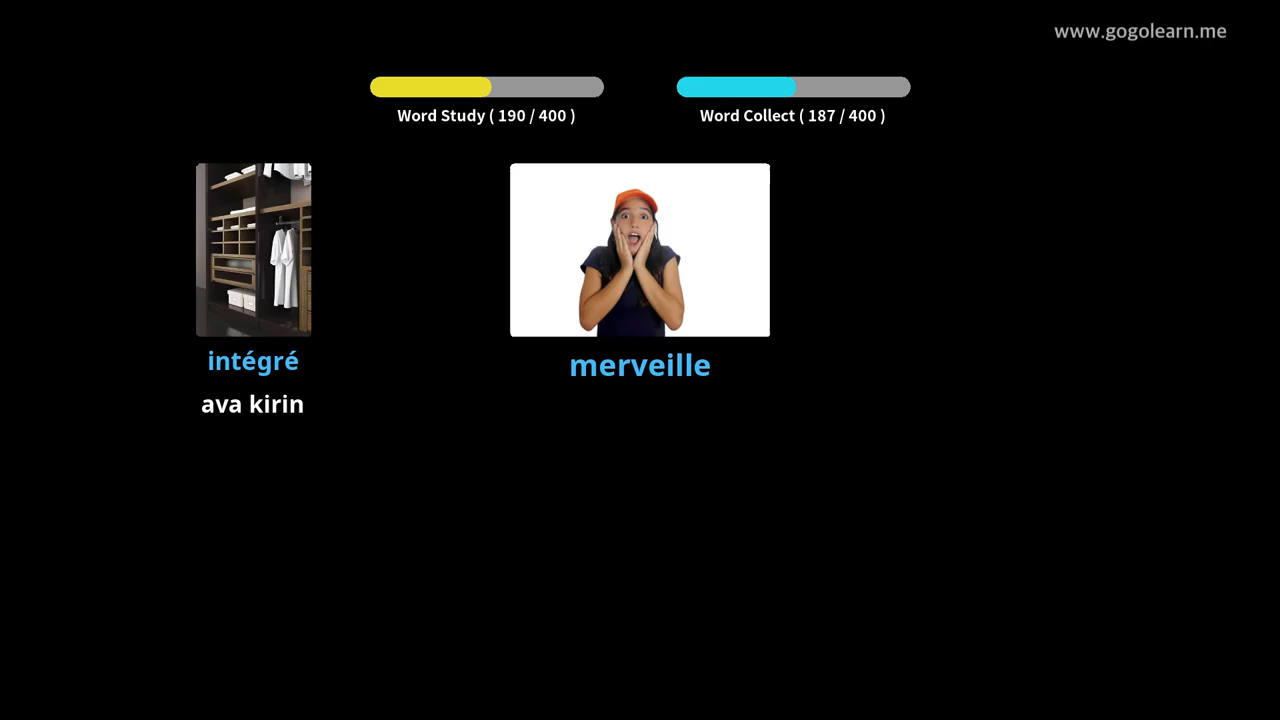 www.gogolearn.me
Word Study ( 190 / 400 )
Word Collect ( 187 / 400 )
intégré
ava kirin
merveille